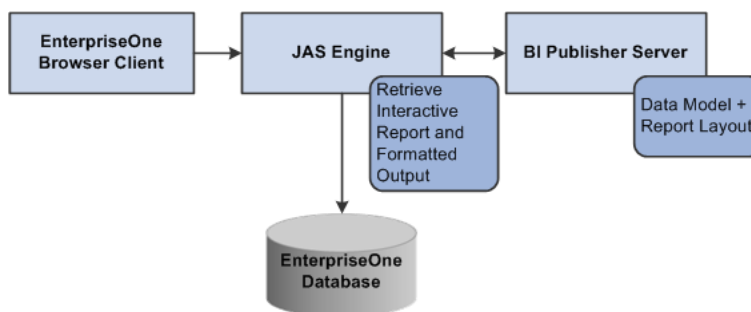 EnterpriseOne
Browser Client
JAS Engine
BI Publisher Server
Retrieve
Interactive
Report and
Formatted
Output
Data Model +
Report Layout
EnterpriseOne
Database